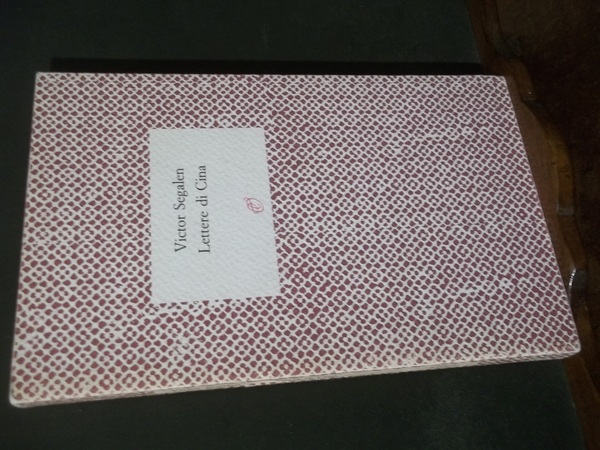 Victor Segalen
Lettere di Cina